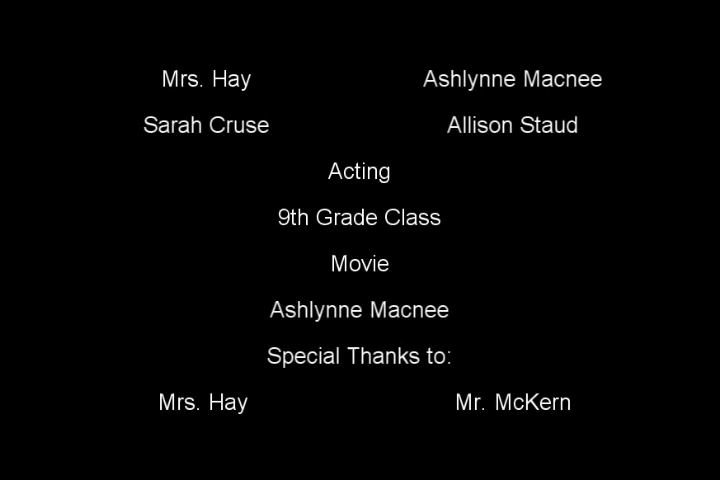 Mrs. Hay Ashlynne Macnee
Sarah Cruse Allison Staud
Acting
9th Grade Class
Movie
Ashlynne Macnee
Special Thanks to:
Mrs. Hay Mr. McKern